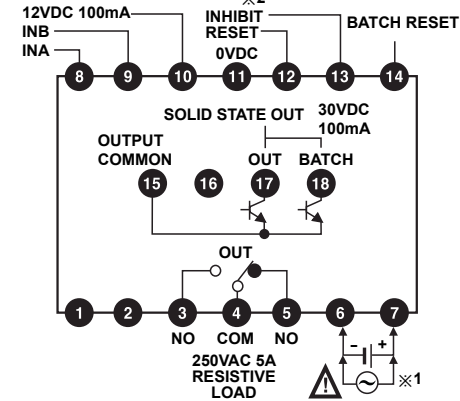 ※2
12VDC 100mA
INHIBIT
BATCH RESET
INB
RESET
INA
0VDC
8 9 10 11 12 13 14
SOLID STATE OUT
30VDC
100mA
OUTPUT
COMMON
OUT BATCH
15 16 17 18
OUT
1 2 3 4 5 6 7
NO COM NO
- +
250VAC 5A
RESISTIVE
LOAD
! ※1